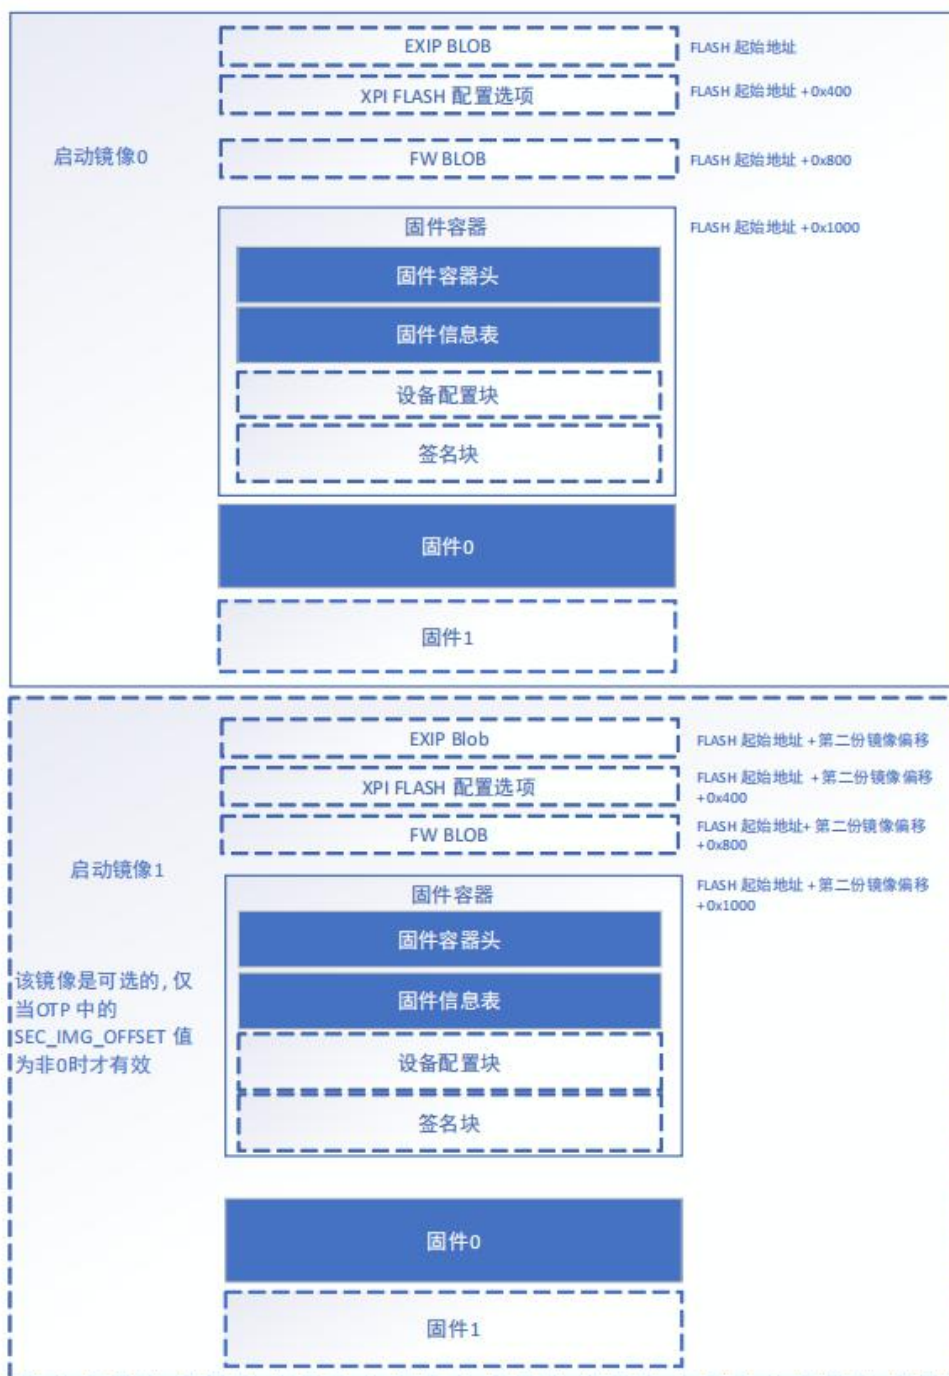 EXIP BLOB
FLASH 起始地址
XPI FLASH 配置选项
FLASH 起始地址 +0x400
启动镜像0
FW BLOB
FLASH 起始地址 +0x800
固件容器
FLASH 起始地址 +0x1000
固件容器头
固件信息表
设备配置块
签名块
固件0
固件1
EXIP Blob
FLASH 起始地址 + 第二份镜像偏移
XPI FLASH 配置选项
FLASH 起始地址 + 第二份镜像偏移
+0x400
FW BLOB
FLASH 起始地址+ 第二份镜像偏移
+0x800
启动镜像1
固件容器
FLASH 起始地址 + 第二份镜像偏移
+0x1000
固件容器头
该镜像是可选的, 仅
当OTP 中的
SEC_IMG_OFFSET 值
为非0时才有效
固件信息表
设备配置块
签名块
固件0
固件1